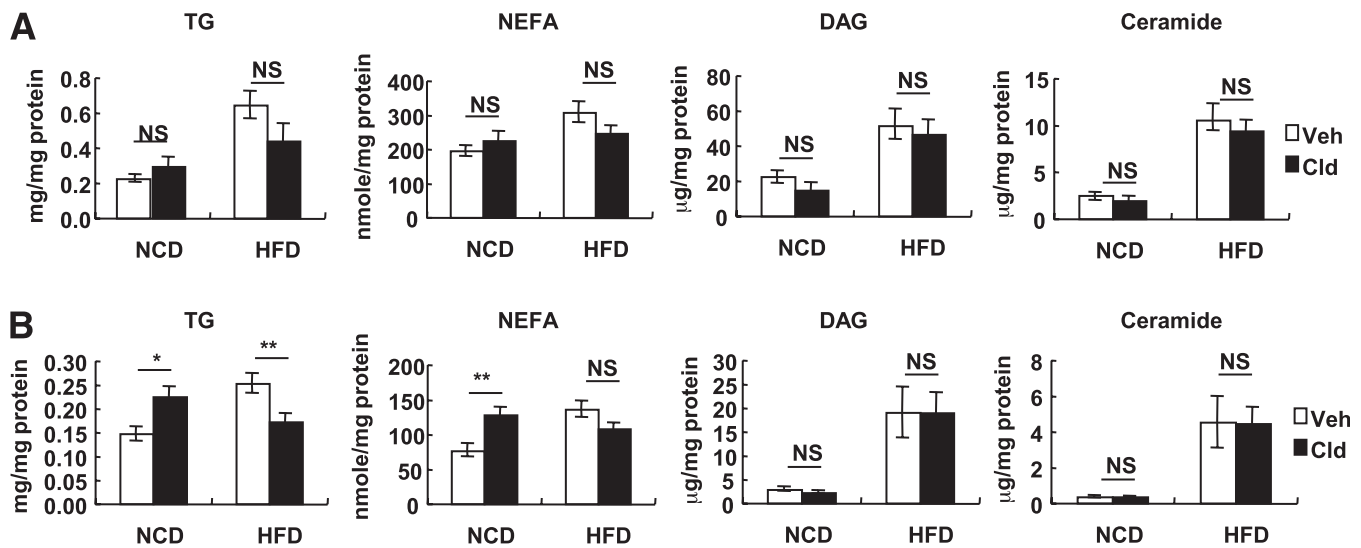 A
TG
NEFA
DAG
Ceramide
mg/mg protein
0.8
0.6
0.4
0.2
0.0
NS
NS
NCD
HFD
nmole/mg protein
400
300
200
100
0
NS
NS
NCD
HFD
µg/mg protein
80
60
40
20
0
NS
NS
NCD
HFD
µg/mg protein
15
10
5
0
NS
NS
NCD
HFD
Veh
Cld
B
TG
NEFA
DAG
Ceramide
mg/mg protein
0.30
0.25
0.20
0.15
0.10
0.05
0.00
*
**
NCD
HFD
nmole/mg protein
200
150
100
50
0
**
NS
NCD
HFD
µg/mg protein
30
25
20
15
10
5
0
NS
NS
NCD
HFD
µg/mg protein
8
6
4
2
0
NS
NS
NCD
HFD
Veh
Cld